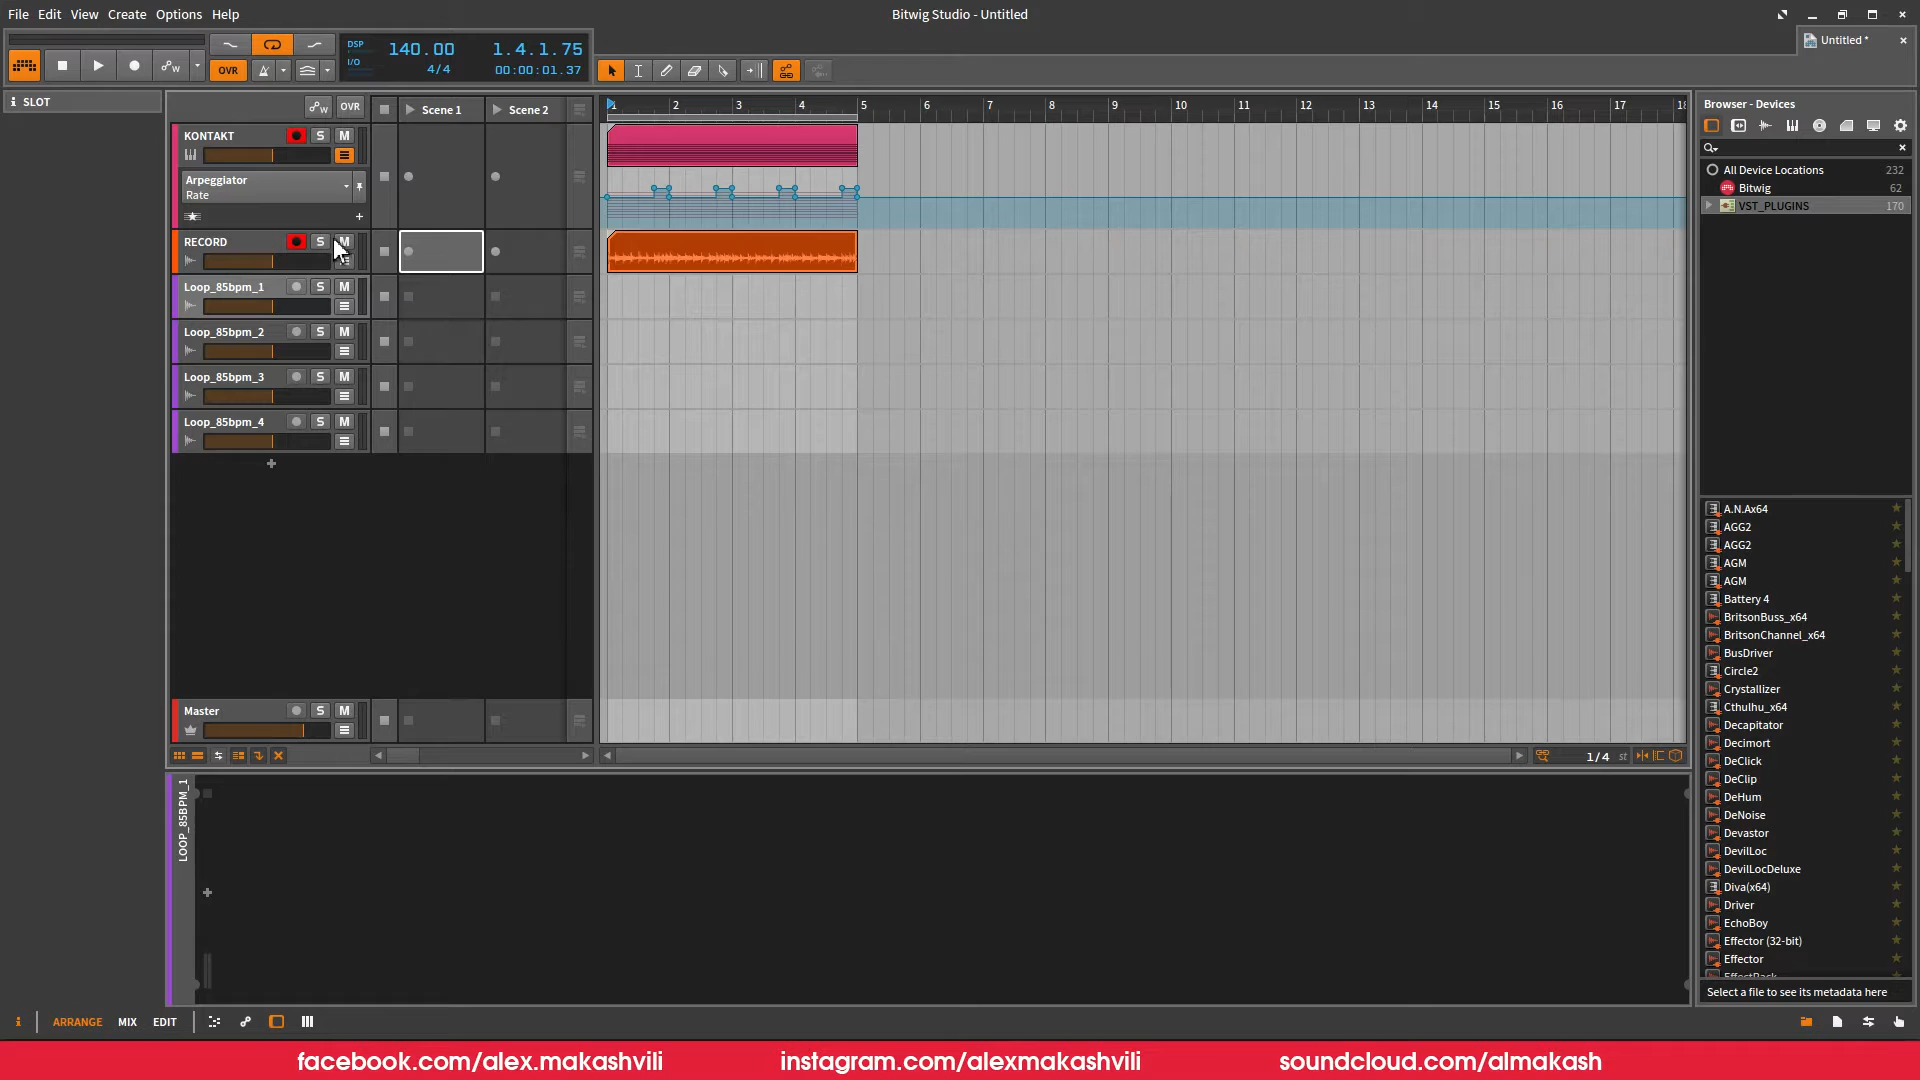 File Edit View Create Options Help
Bitwig Studio - Untitled
Untitled *
OVR
DSP
I/O
140.00
4/4
1.4.1.75
00:00:01.37
SLOT
OVR
Scene 1
Scene 2
1 2 3 4 5 6 7 8 9 10 11 12 13 14 15 16 17 18
KONTAKT S M
Arpeggiator
Rate
RECORD S M
Loop_85bpm_1 S M
Loop_85bpm_2 S M
Loop_85bpm_3 S M
Loop_85bpm_4 S M
Master S M
1/4 st
LOOP_85BPM_1
Browser - Devices
All Device Locations 232
Bitwig 62
VST_PLUGINS 170
A.N.Ax64
AGG2
AGG2
AGM
AGM
Battery 4
BritsonBuss_x64
BritsonChannel_x64
BusDriver
Circle2
Crystallizer
Cthulhu_x64
Decapitator
Decimort
DeClick
DeClip
DeHum
DeNoise
Devastor
DevilLoc
DevilLocDeluxe
Diva(x64)
Driver
EchoBoy
Effector (32-bit)
Effector
EffectRack
Select a file to see its metadata here
i ARRANGE MIX EDIT
facebook.com/alex.makashvili
instagram.com/alexmakashvili
soundcloud.com/almakash